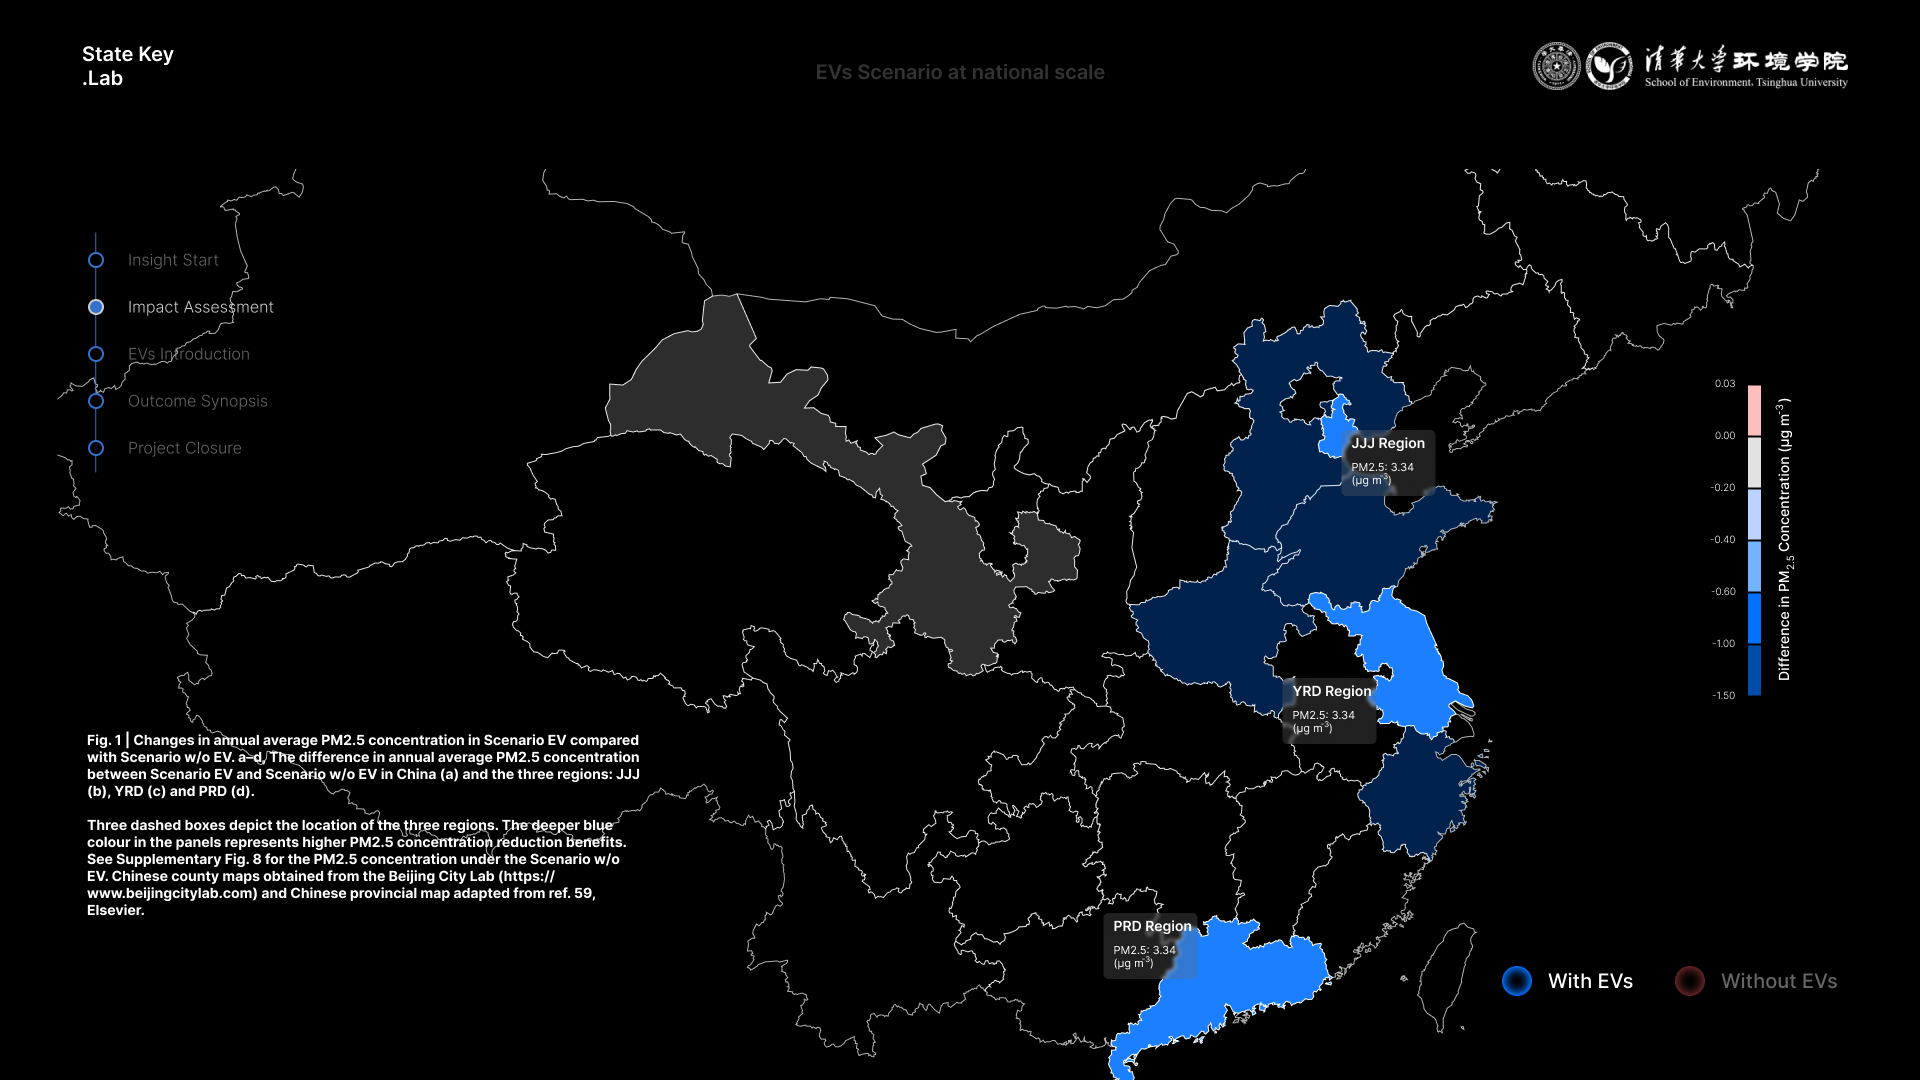 State Key
.Lab
EVs Scenario at national scale
清华大学环境学院
School of Environment, Tsinghua University
Insight Start
Impact Assessment
EVs Introduction
Outcome Synopsis
Project Closure
JJJ Region
PM2.5: 3.34
(µg m⁻³)
YRD Region
PM2.5: 3.34
(µg m⁻³)
PRD Region
PM2.5: 3.34
(µg m⁻³)
0.03
0.00
-0.20
-0.40
-0.60
-1.00
-1.50
Difference in PM₂.₅ Concentration (µg m⁻³)
Fig. 1 | Changes in annual average PM2.5 concentration in Scenario EV compared
with Scenario w/o EV. a–d, The difference in annual average PM2.5 concentration
between Scenario EV and Scenario w/o EV in China (a) and the three regions: JJJ
(b), YRD (c) and PRD (d).
Three dashed boxes depict the location of the three regions. The deeper blue
colour in the panels represents higher PM2.5 concentration reduction benefits.
See Supplementary Fig. 8 for the PM2.5 concentration under the Scenario w/o
EV. Chinese county maps obtained from the Beijing City Lab (https://
www.beijingcitylab.com) and Chinese provincial map adapted from ref. 59,
Elsevier.
With EVs
Without EVs